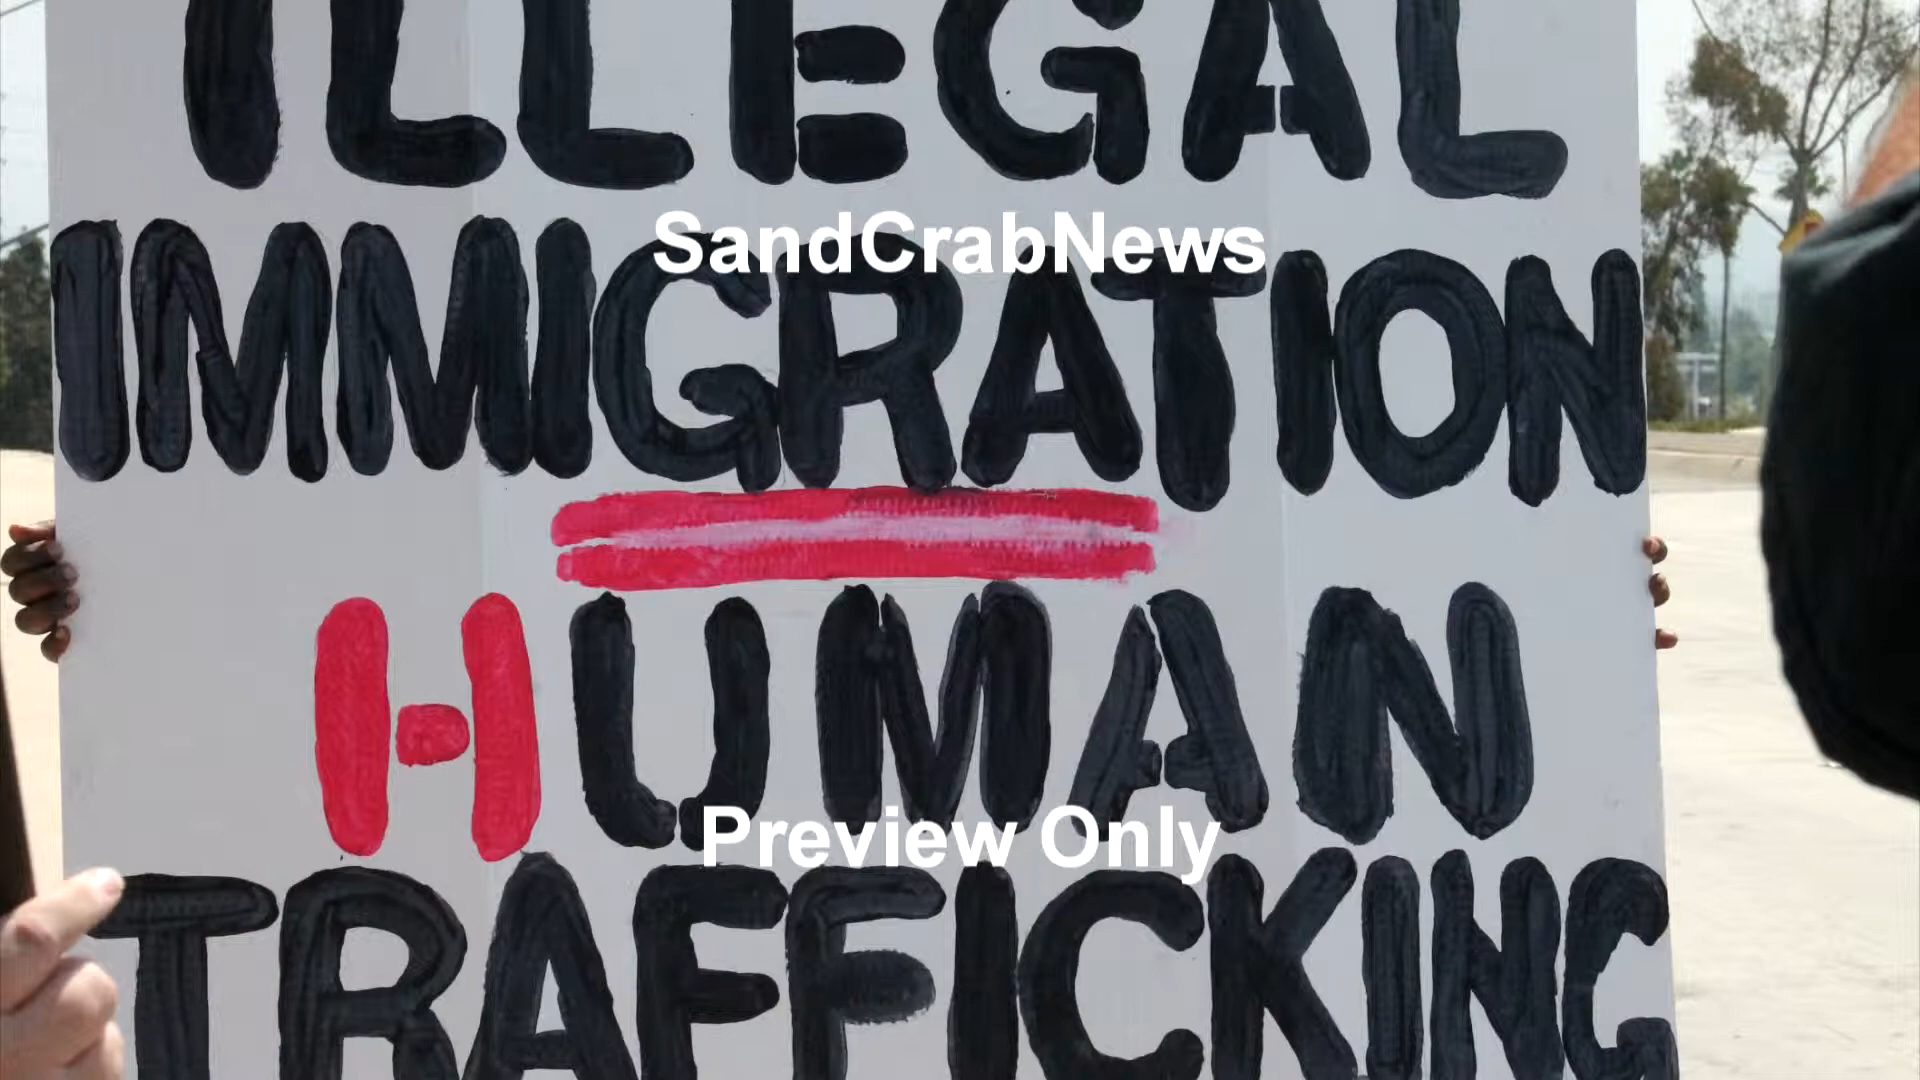 ILLEGAL
SandCrabNews
IMMIGRATION
=
HUMAN
Preview Only
TRAFFICKING